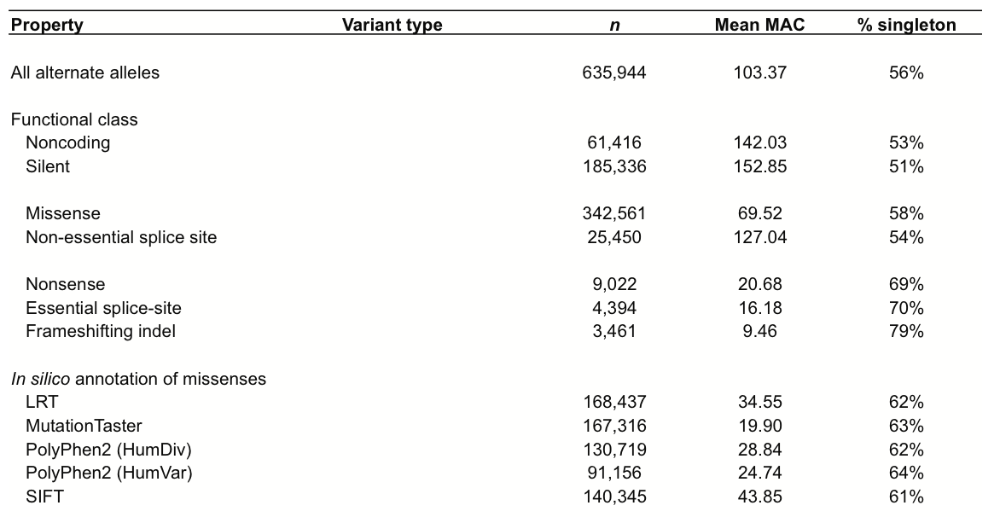 Property Variant type n Mean MAC % singleton
All alternate alleles 635,944 103.37 56%
Functional class
Noncoding 61,416 142.03 53%
Silent 185,336 152.85 51%
Missense 342,561 69.52 58%
Non-essential splice site 25,450 127.04 54%
Nonsense 9,022 20.68 69%
Essential splice-site 4,394 16.18 70%
Frameshifting indel 3,461 9.46 79%
In silico annotation of missenses
LRT 168,437 34.55 62%
MutationTaster 167,316 19.90 63%
PolyPhen2 (HumDiv) 130,719 28.84 62%
PolyPhen2 (HumVar) 91,156 24.74 64%
SIFT 140,345 43.85 61%